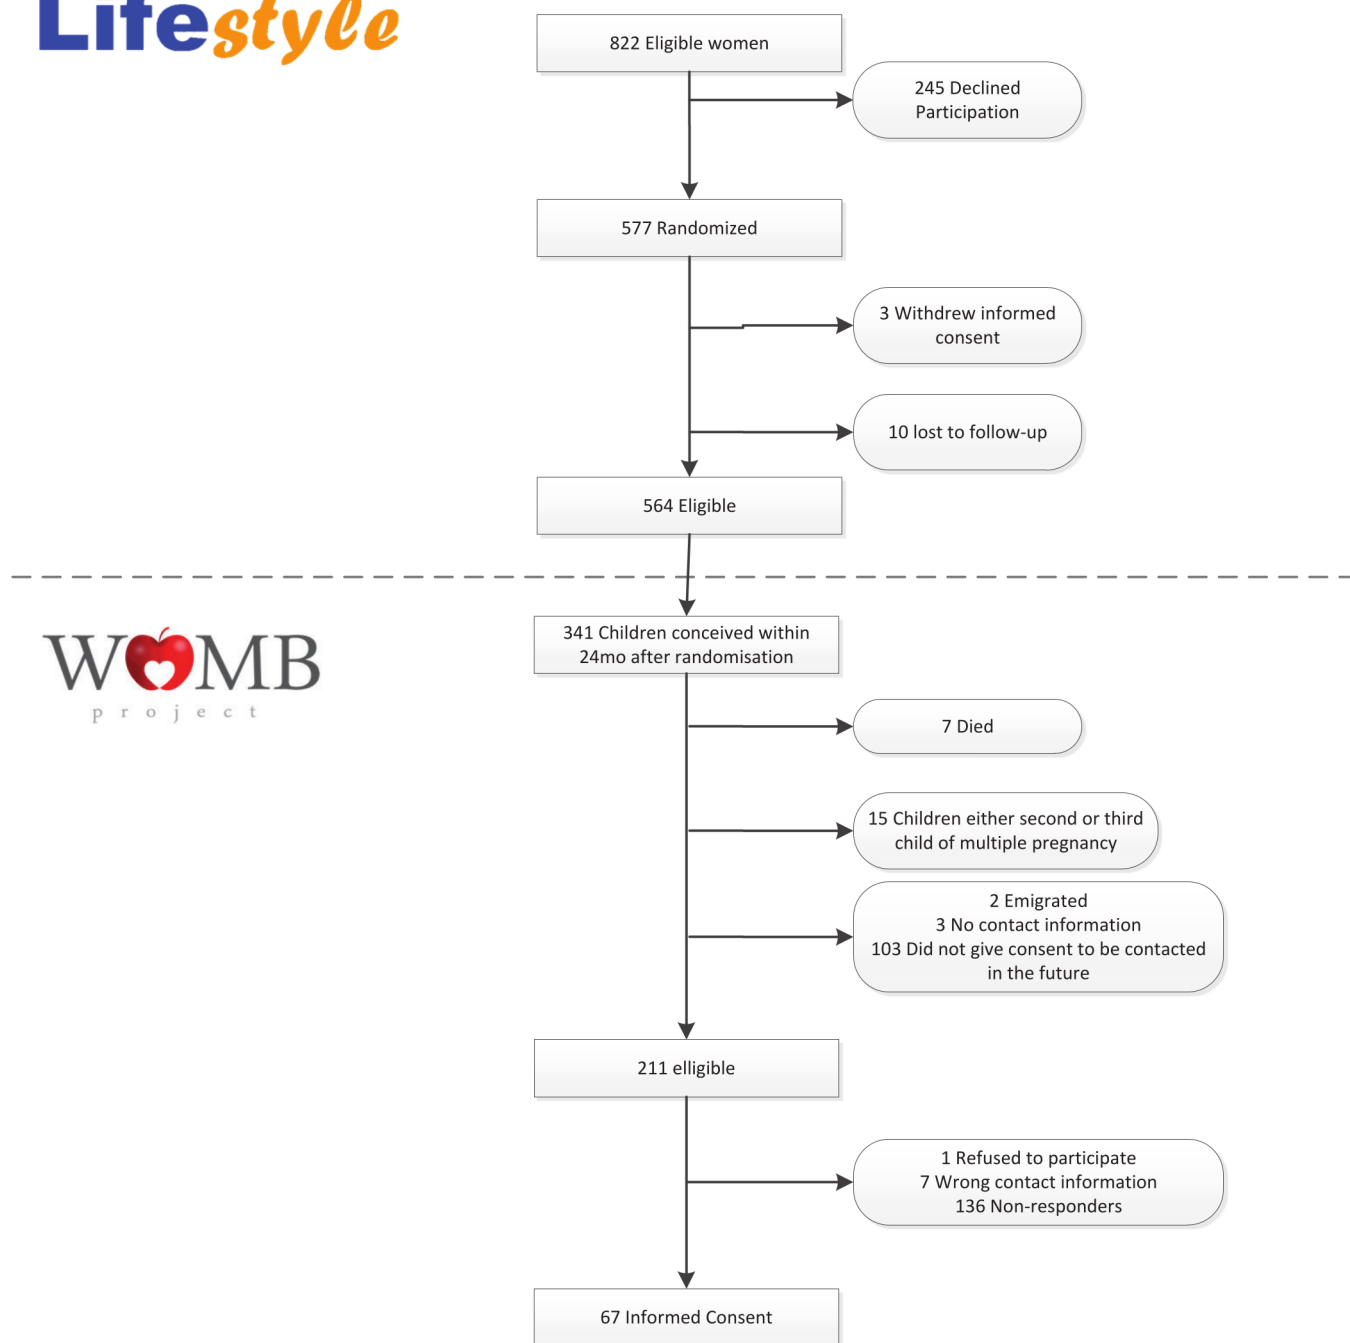 Lifestyle
822 Eligible women
245 Declined
Participation
577 Randomized
3 Withdrew informed
consent
10 lost to follow-up
564 Eligible
341 Children conceived within
24mo after randomisation
WOMB
project
7 Died
15 Children either second or third
child of multiple pregnancy
2 Emigrated
3 No contact information
103 Did not give consent to be contacted
in the future
211 elligible
1 Refused to participate
7 Wrong contact information
136 Non-responders
67 Informed Consent